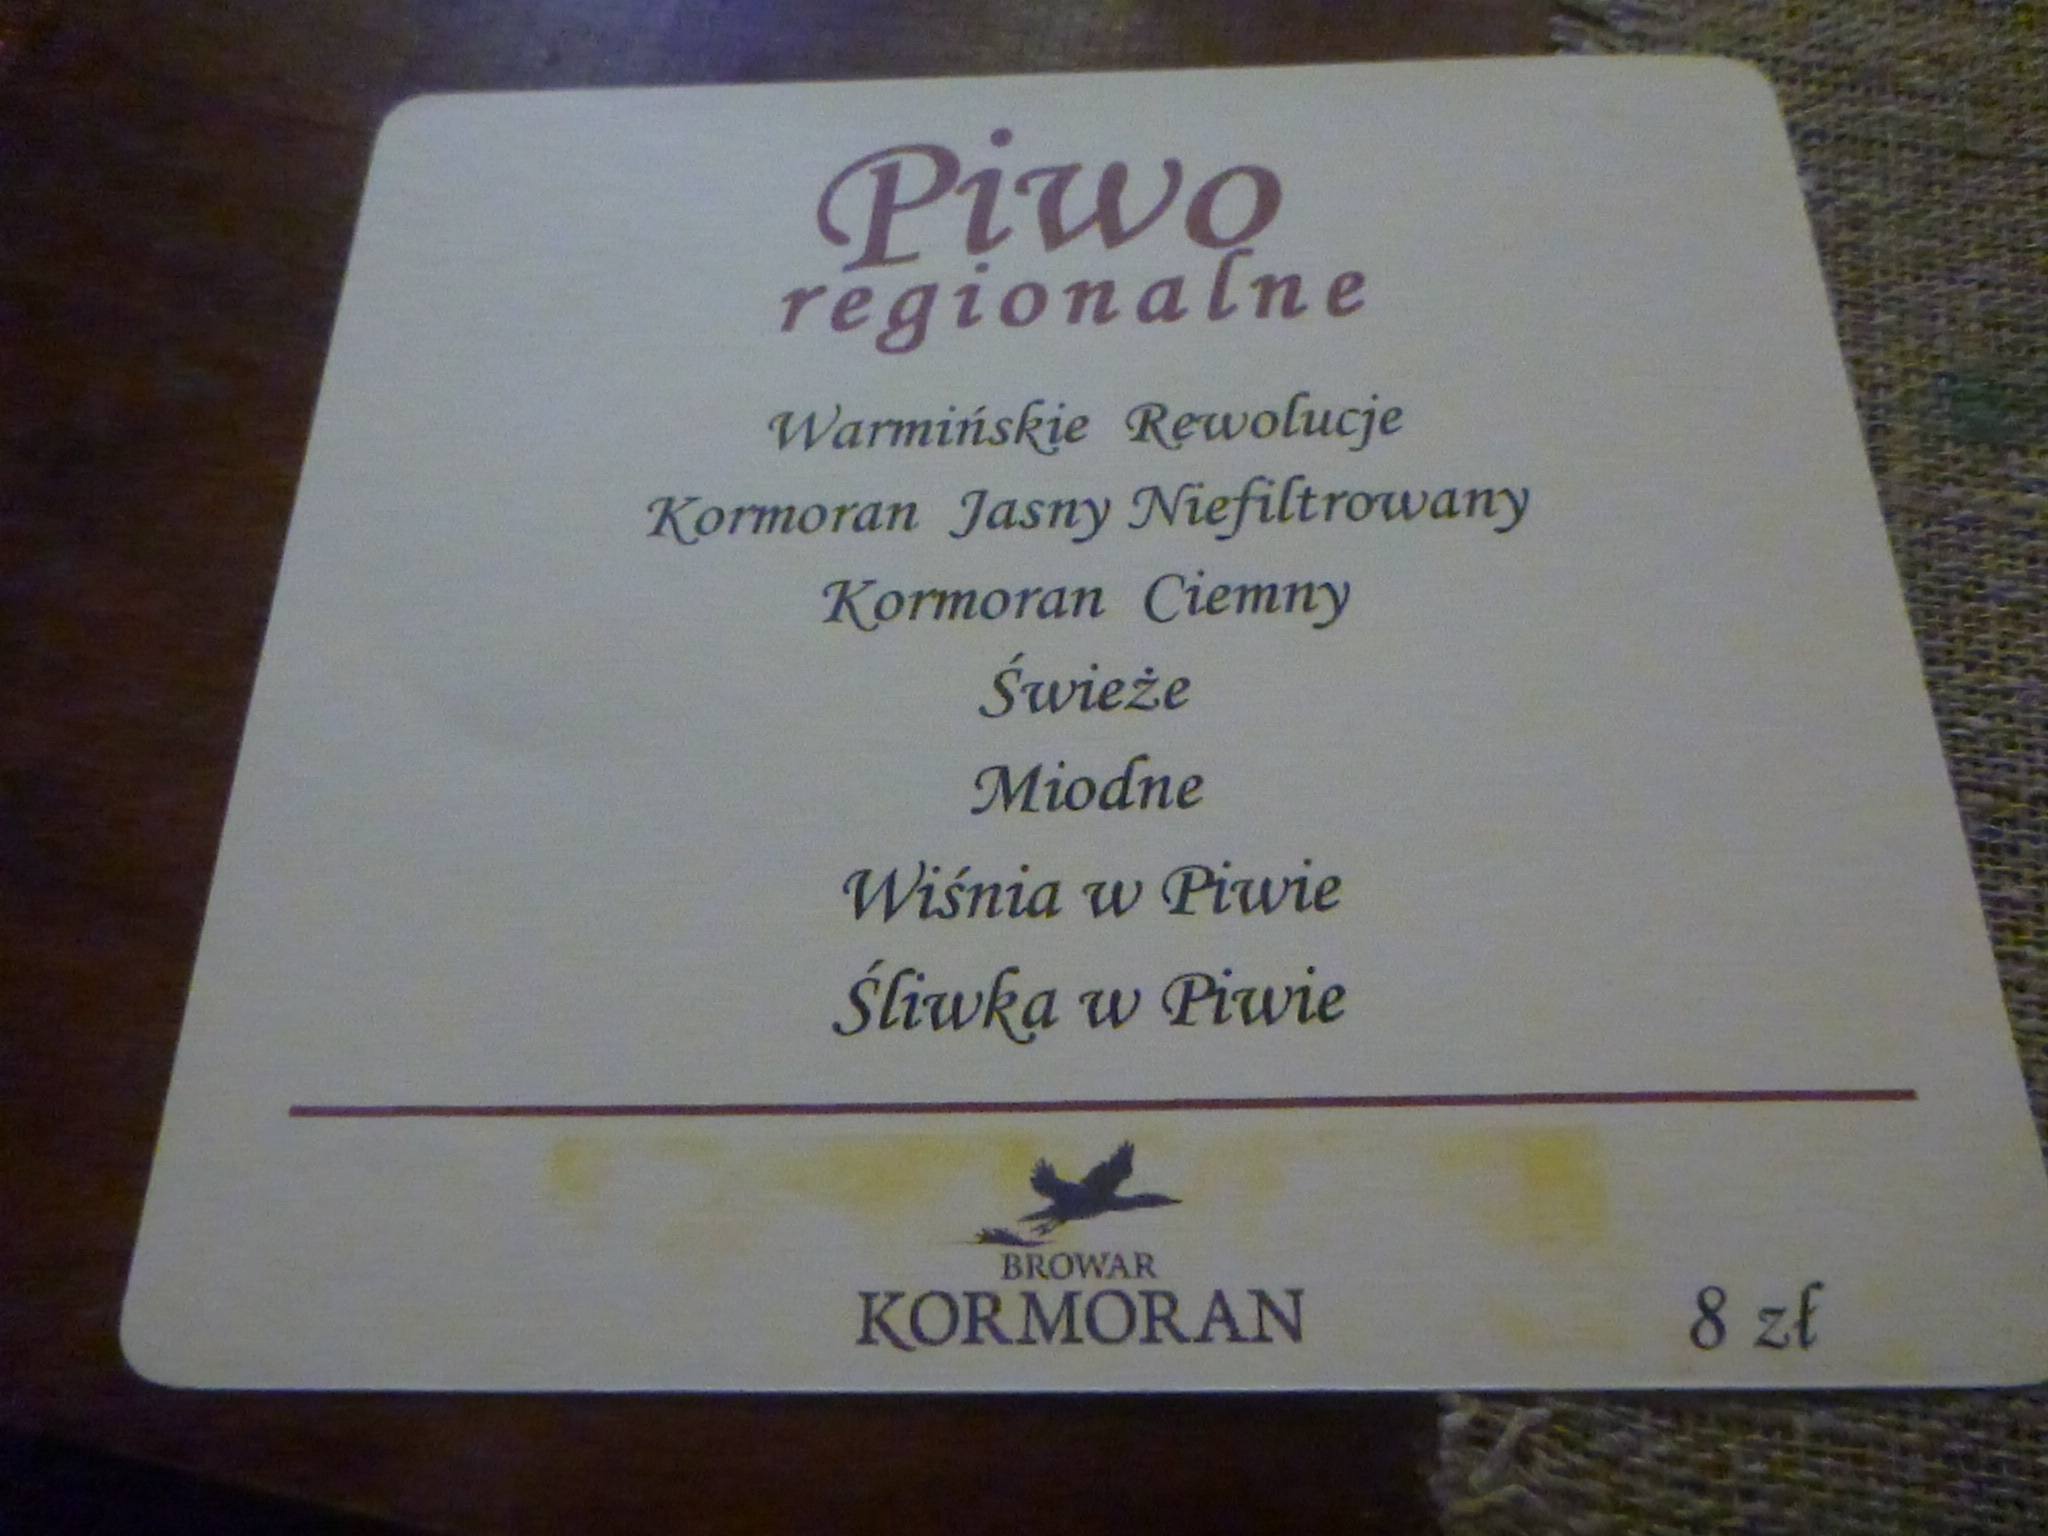 Piwo
regionalne
Warmińskie Rewolucje
Kormoran Jasny Niefiltrowany
Kormoran Ciemny
Świeże
Miodne
Wiśnia w Piwie
Śliwka w Piwie
BROWAR
KORMORAN
8 zł